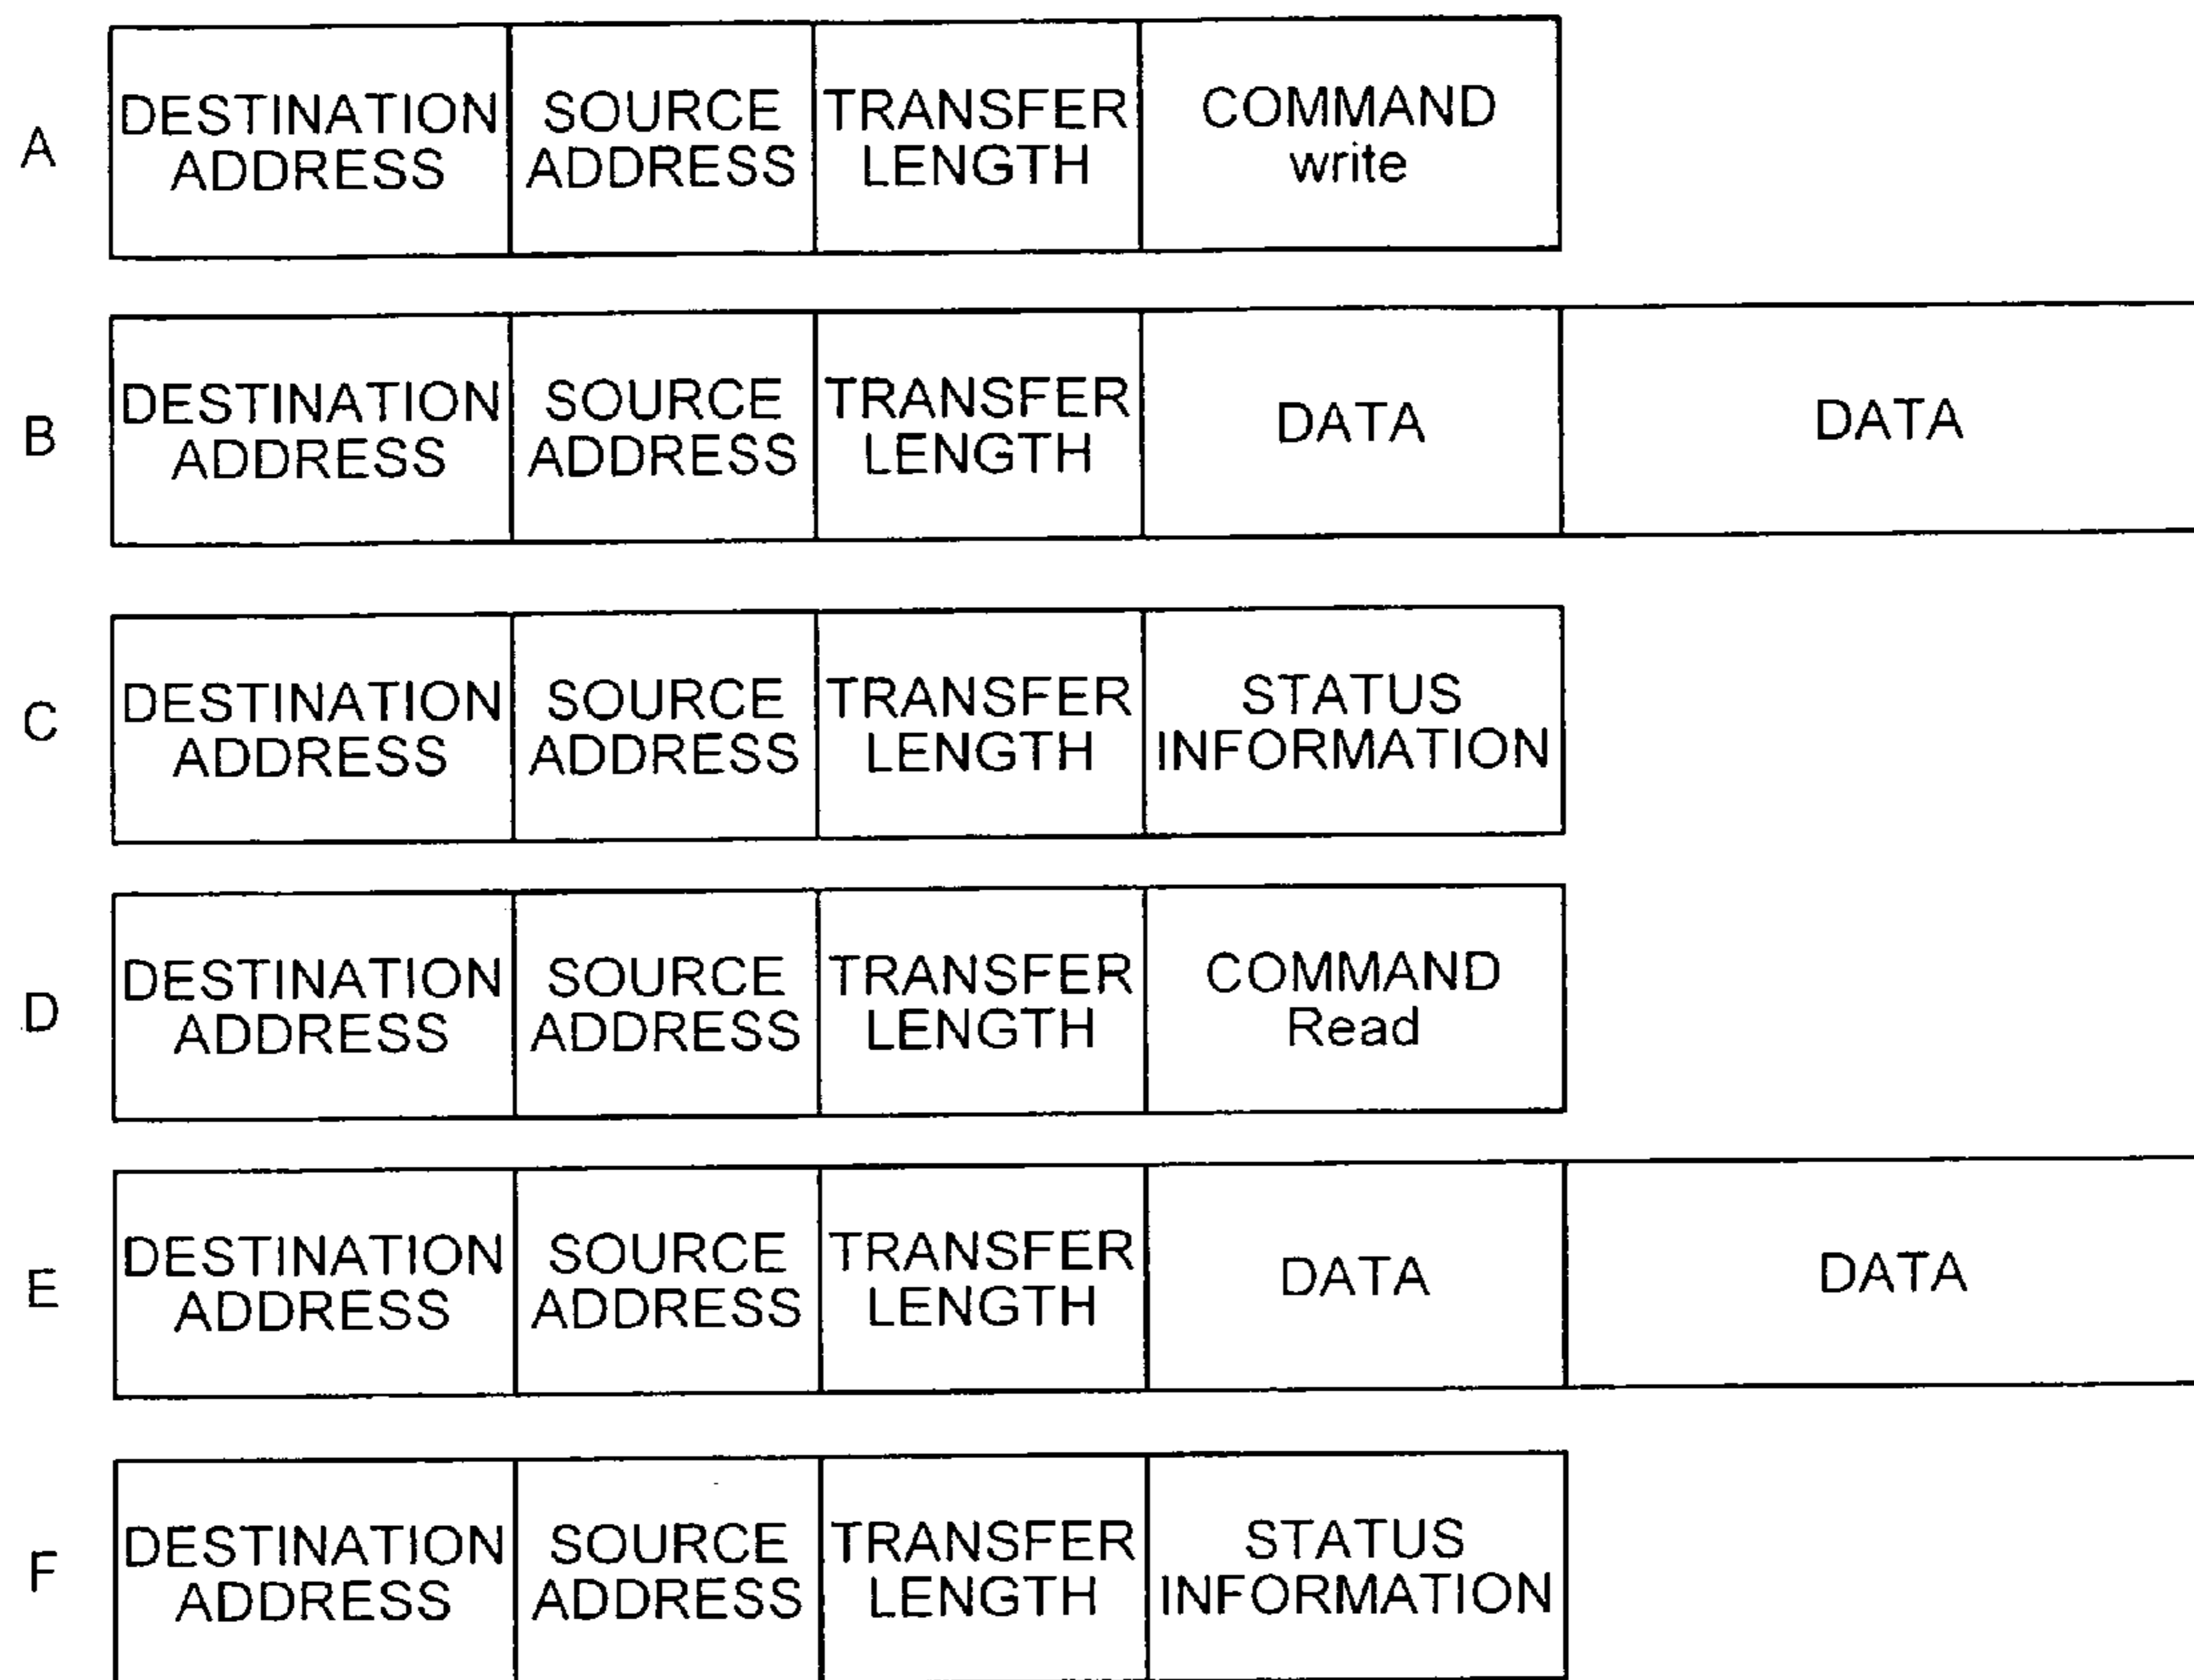 A
DESTINATION
ADDRESS
SOURCE
ADDRESS
TRANSFER
LENGTH
COMMAND
write
B
DESTINATION
ADDRESS
SOURCE
ADDRESS
TRANSFER
LENGTH
DATA
DATA
C
DESTINATION
ADDRESS
SOURCE
ADDRESS
TRANSFER
LENGTH
STATUS
INFORMATION
D
DESTINATION
ADDRESS
SOURCE
ADDRESS
TRANSFER
LENGTH
COMMAND
Read
E
DESTINATION
ADDRESS
SOURCE
ADDRESS
TRANSFER
LENGTH
DATA
DATA
F
DESTINATION
ADDRESS
SOURCE
ADDRESS
TRANSFER
LENGTH
STATUS
INFORMATION